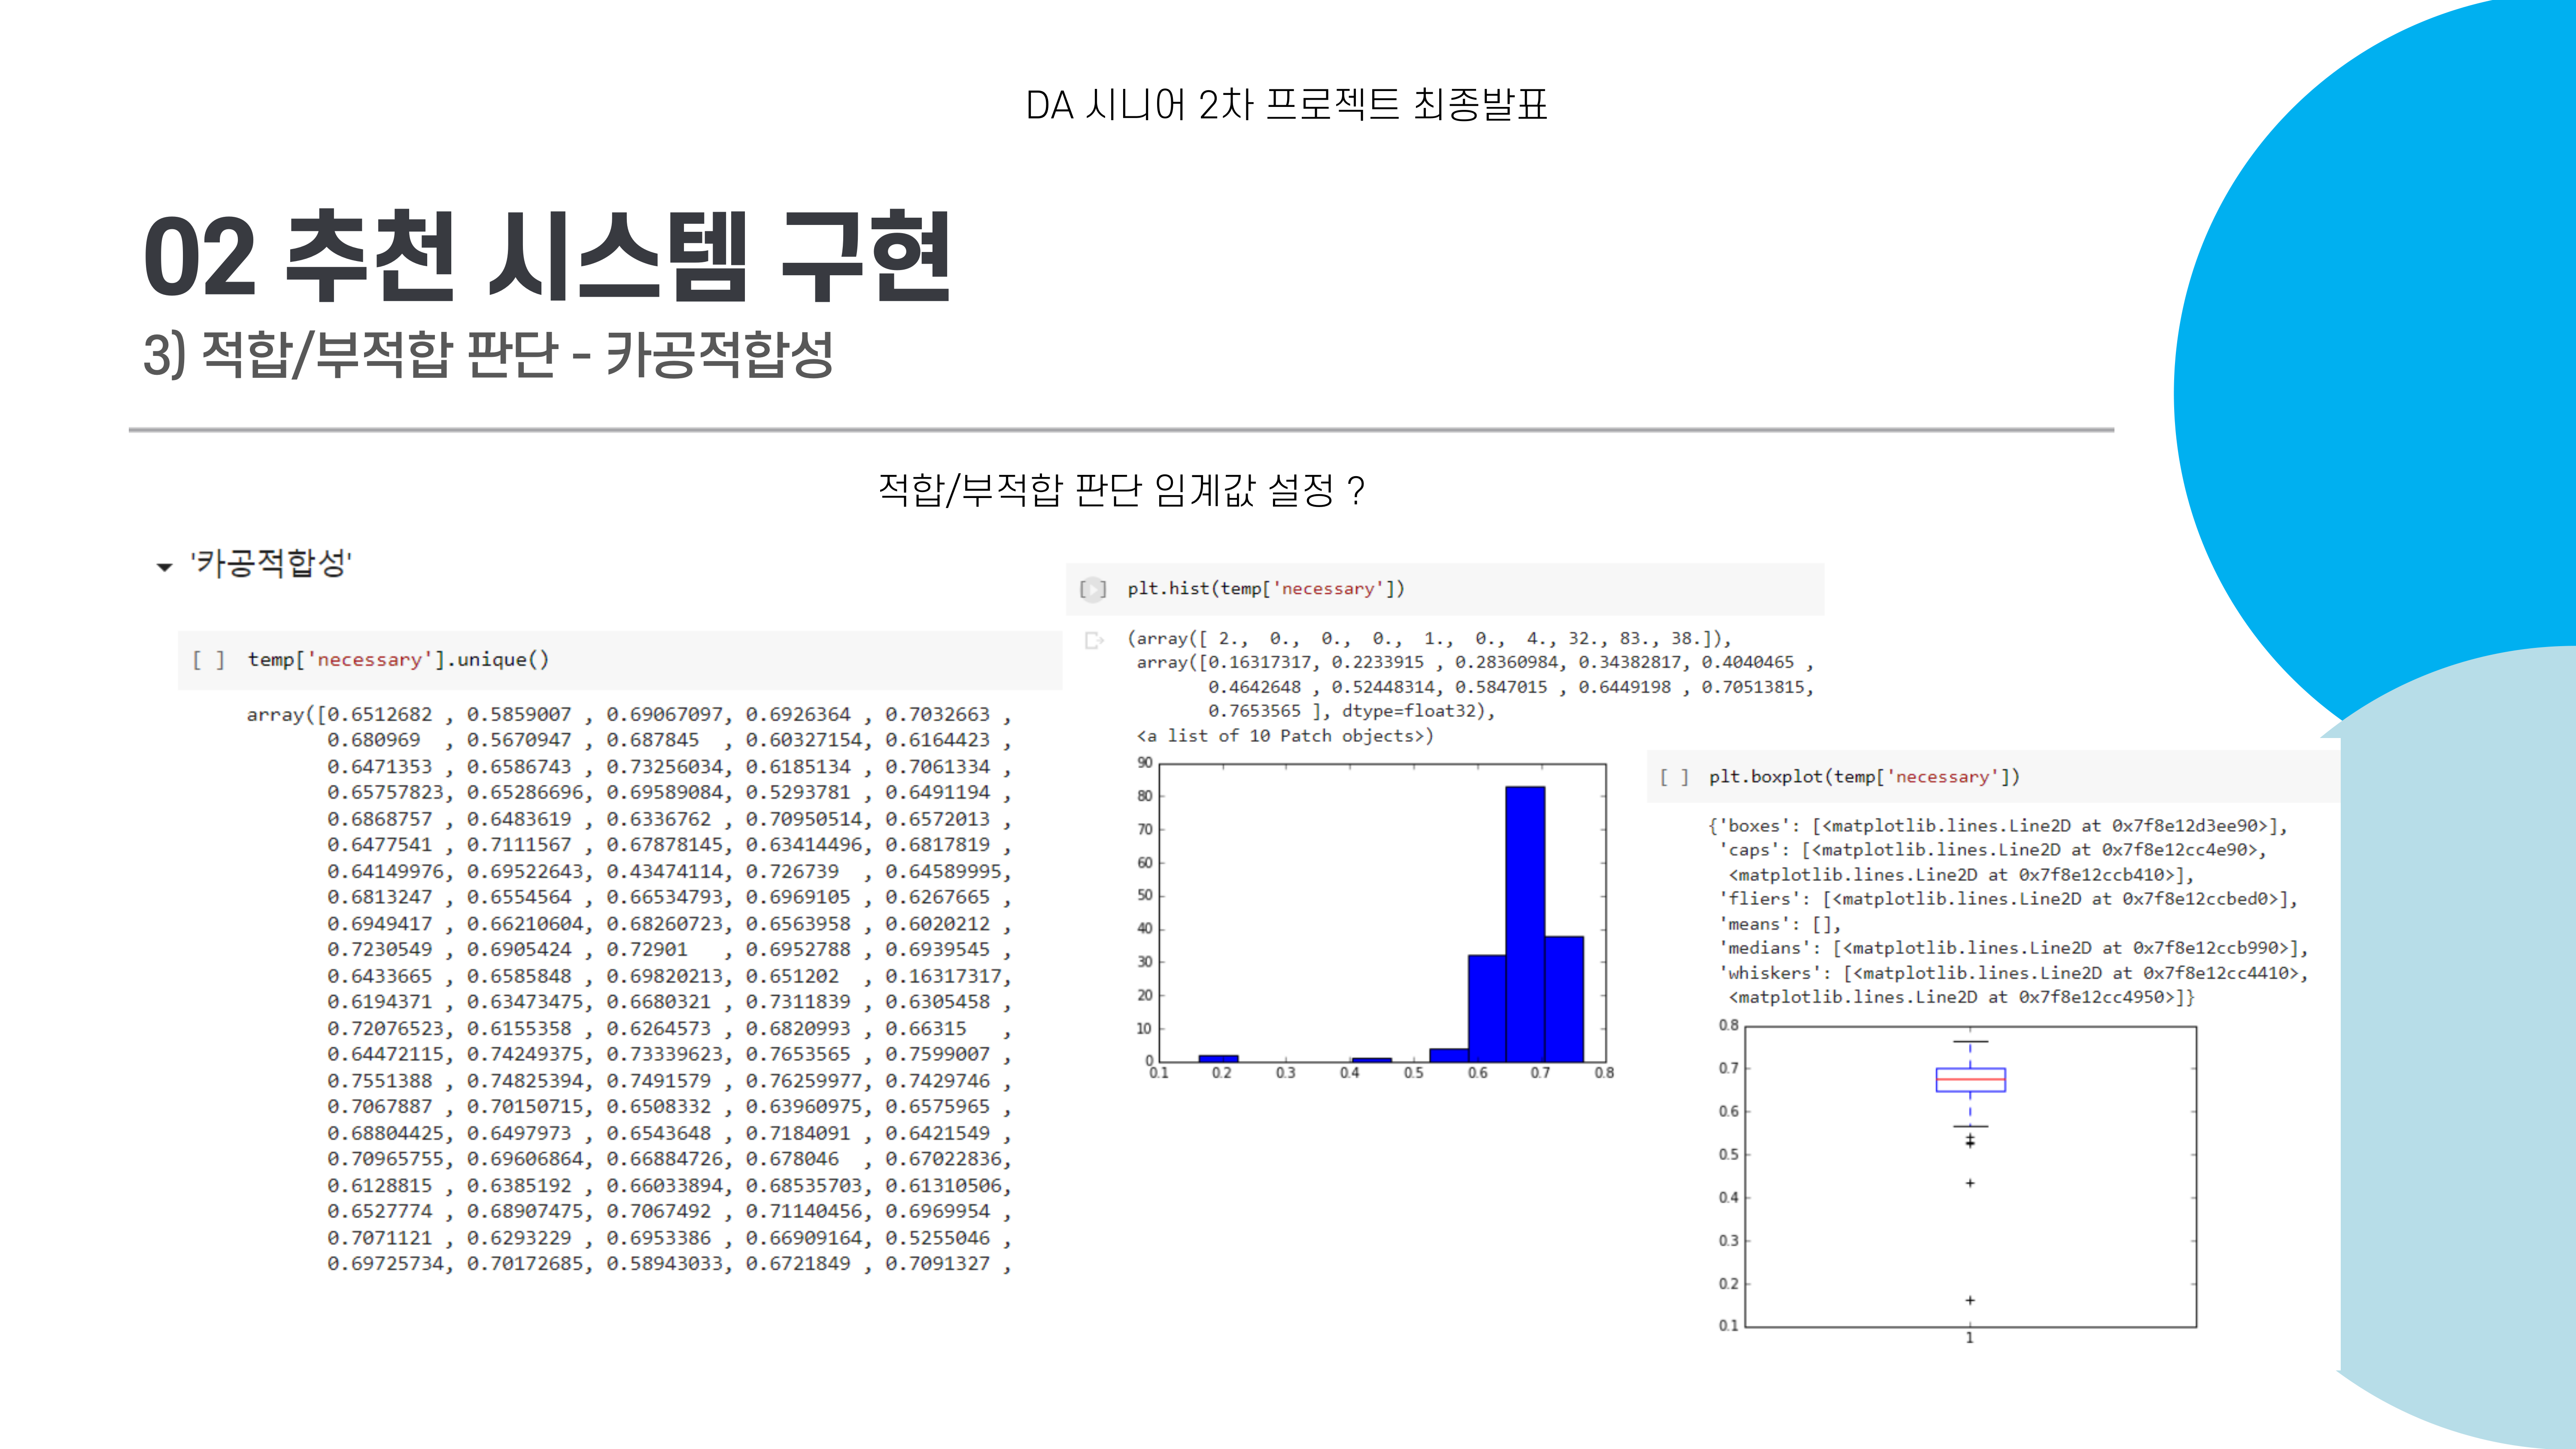 DA 시니어 2차 프로젝트 최종발표
02 추천 시스템 구현
3) 적합/부적합 판단 - 카공적합성
적합/부적합 판단 임계값 설정 ?
'카공적합성'
[ ] temp['necessary'].unique()
array([0.6512682 , 0.5859007 , 0.69067097, 0.6926364 , 0.7032663 ,
0.680969 , 0.5670947 , 0.687845 , 0.60327154, 0.6164423 ,
0.6471353 , 0.6586743 , 0.73256034, 0.6185134 , 0.7061334 ,
0.65757823, 0.65286696, 0.69589084, 0.5293781 , 0.6491194 ,
0.6868757 , 0.6483619 , 0.6336762 , 0.70950514, 0.6572013 ,
0.6477541 , 0.7111567 , 0.67878145, 0.63414496, 0.6817819 ,
0.64149976, 0.69522643, 0.43474114, 0.726739 , 0.64589995,
0.6813247 , 0.6554564 , 0.66534793, 0.6969105 , 0.6267665 ,
0.6949417 , 0.66210604, 0.68260723, 0.6563958 , 0.6020212 ,
0.7230549 , 0.6905424 , 0.72901 , 0.6952788 , 0.6939545 ,
0.6433665 , 0.6585848 , 0.69820213, 0.651202 , 0.16317317,
0.6194371 , 0.63473475, 0.6680321 , 0.7311839 , 0.6305458 ,
0.72076523, 0.6155358 , 0.6264573 , 0.6820993 , 0.66315 ,
0.64472115, 0.74249375, 0.73339623, 0.7653565 , 0.7599007 ,
0.7551388 , 0.74825394, 0.7491579 , 0.76259977, 0.7429746 ,
0.7067887 , 0.70150715, 0.6508332 , 0.63960975, 0.6575965 ,
0.68804425, 0.6497973 , 0.6543648 , 0.7184091 , 0.6421549 ,
0.70965755, 0.69606864, 0.66884726, 0.678046 , 0.67022836,
0.6128815 , 0.6385192 , 0.66033894, 0.68535703, 0.61310506,
0.6527774 , 0.68907475, 0.7067492 , 0.71140456, 0.6969954 ,
0.7071121 , 0.6293229 , 0.6953386 , 0.66909164, 0.5255046 ,
0.69725734, 0.70172685, 0.58943033, 0.6721849 , 0.7091327 ,
[ ] plt.hist(temp['necessary'])
(array([ 2., 0., 0., 0., 1., 0., 4., 32., 83., 38.]),
array([0.16317317, 0.2233915 , 0.28360984, 0.34382817, 0.4040465 ,
0.4642648 , 0.52448314, 0.5847015 , 0.6449198 , 0.70513815,
0.7653565 ], dtype=float32),
<a list of 10 Patch objects>)
90
80
70
60
50
40
30
20
10
0
0.1 0.2 0.3 0.4 0.5 0.6 0.7 0.8
[ ] plt.boxplot(temp['necessary'])
{'boxes': [<matplotlib.lines.Line2D at 0x7f8e12d3ee90>],
'caps': [<matplotlib.lines.Line2D at 0x7f8e12cc4e90>,
<matplotlib.lines.Line2D at 0x7f8e12ccb410>],
'fliers': [<matplotlib.lines.Line2D at 0x7f8e12ccbed0>],
'means': [],
'medians': [<matplotlib.lines.Line2D at 0x7f8e12ccb990>],
'whiskers': [<matplotlib.lines.Line2D at 0x7f8e12cc4410>,
<matplotlib.lines.Line2D at 0x7f8e12cc4950>]}
0.8
0.7
0.6
0.5
0.4
0.3
0.2
0.1
1